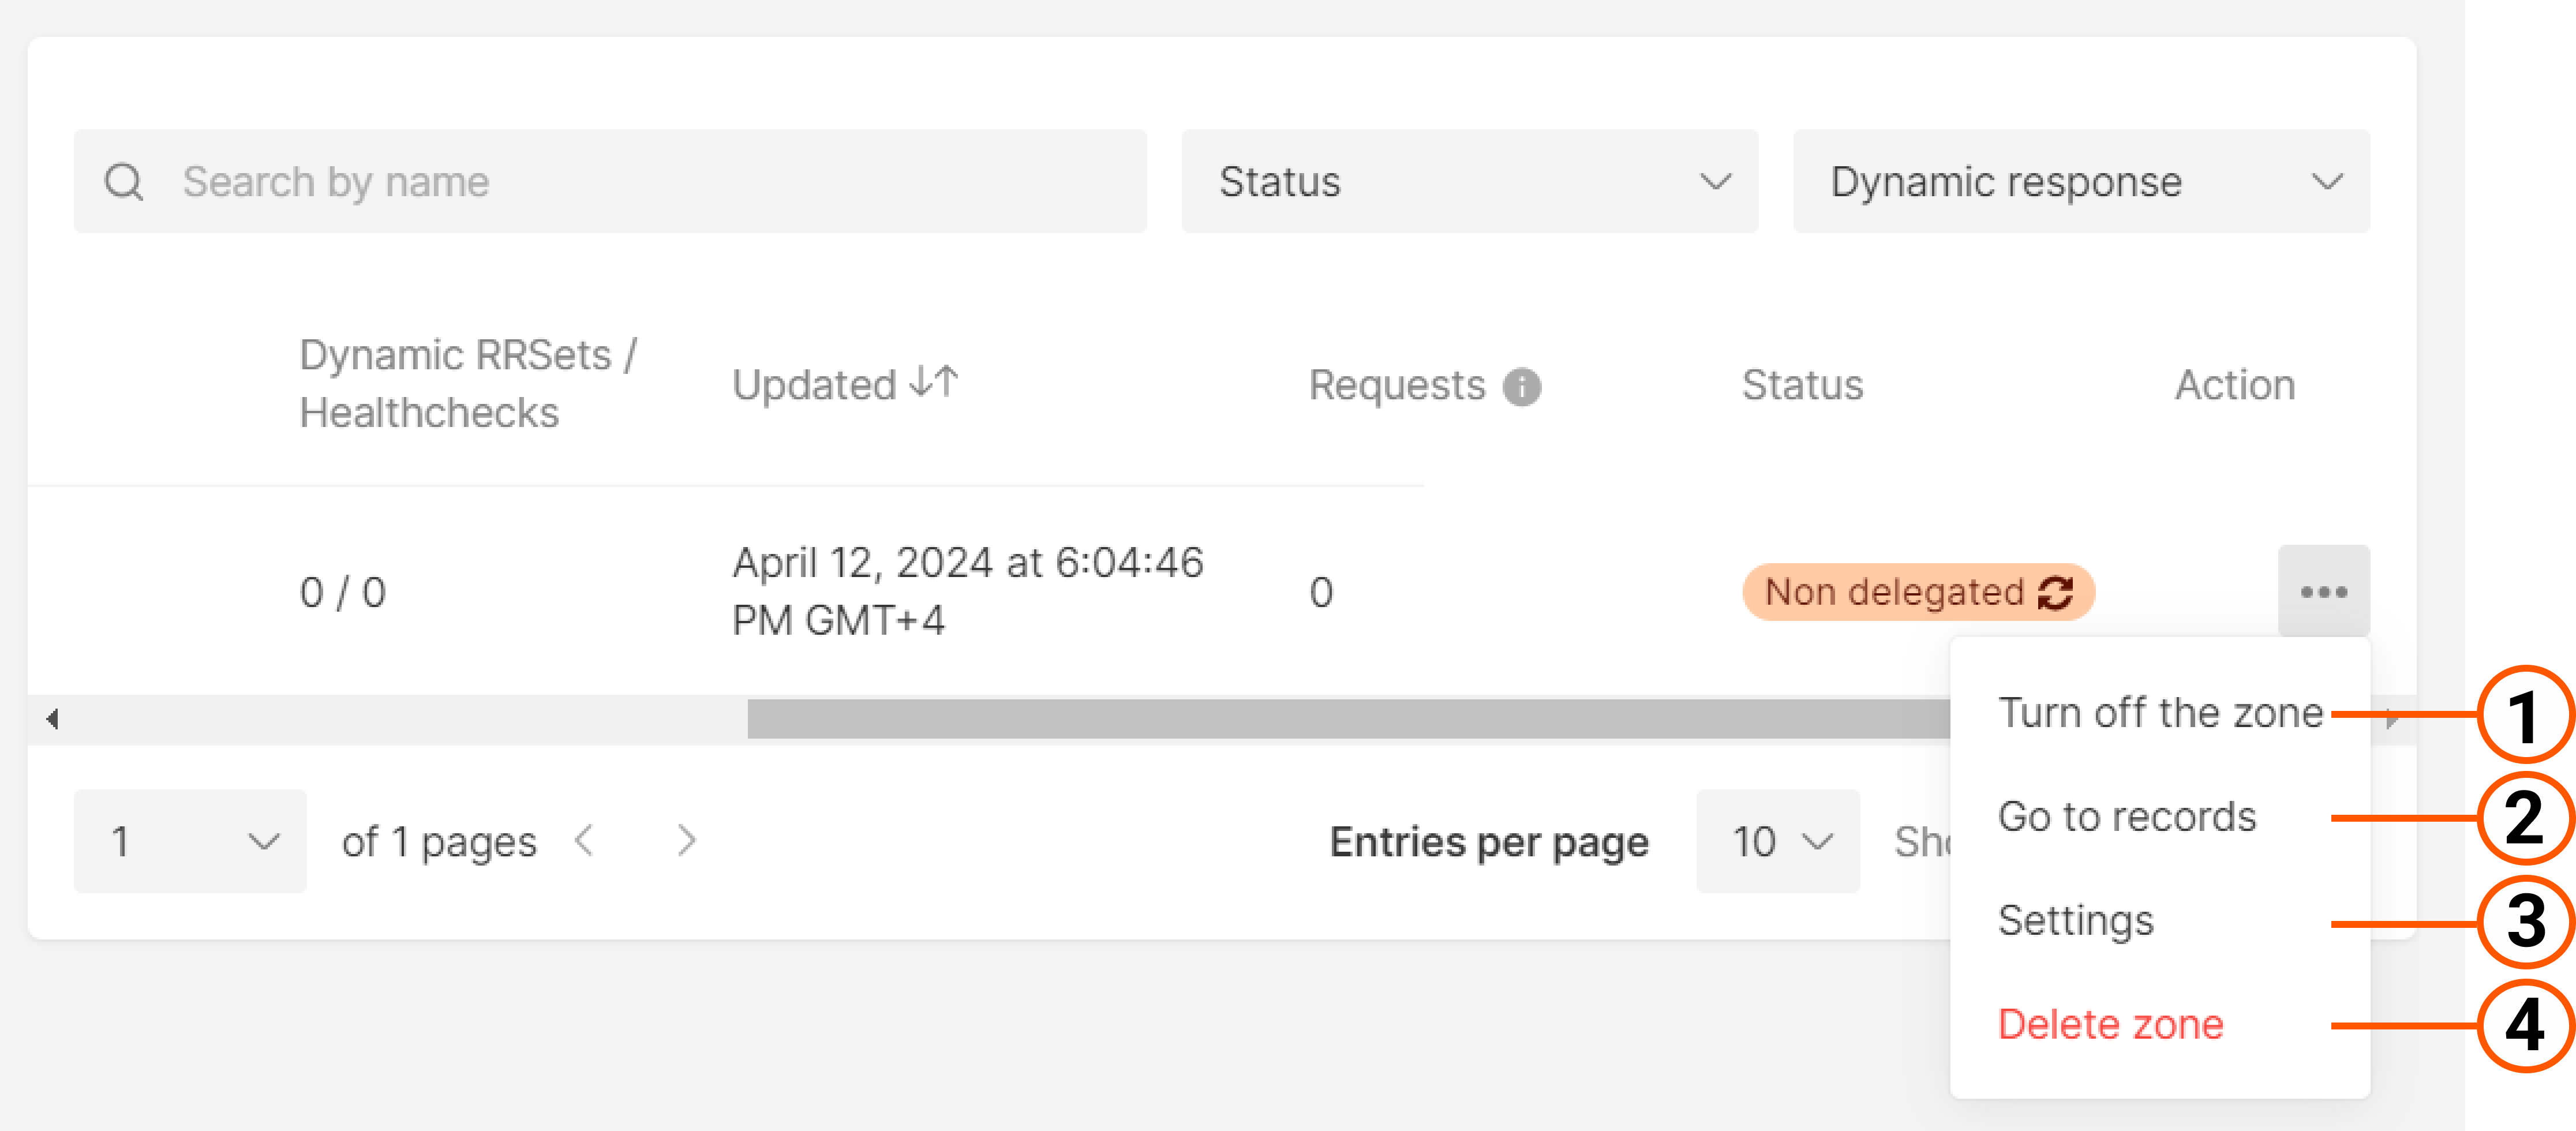 Search by name
Status
Dynamic response
Dynamic RRSets /
Healthchecks
Updated
Requests
Status
Action
0 / 0
April 12, 2024 at 6:04:46
PM GMT+4
0
Non delegated
Turn off the zone
1
Go to records
2
Settings
3
Delete zone
4
1
of 1 pages
Entries per page
10